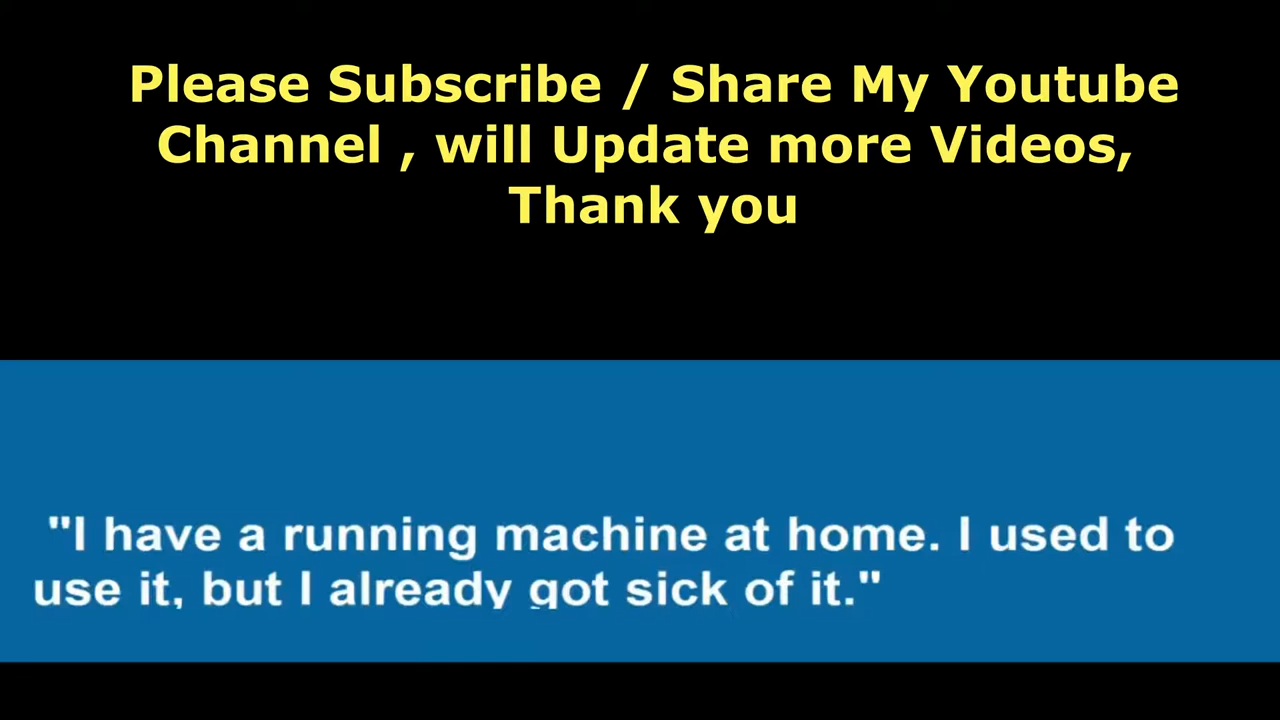 Please Subscribe / Share My Youtube
Channel , will Update more Videos,
Thank you
"I have a running machine at home. I used to
use it, but I already got sick of it."